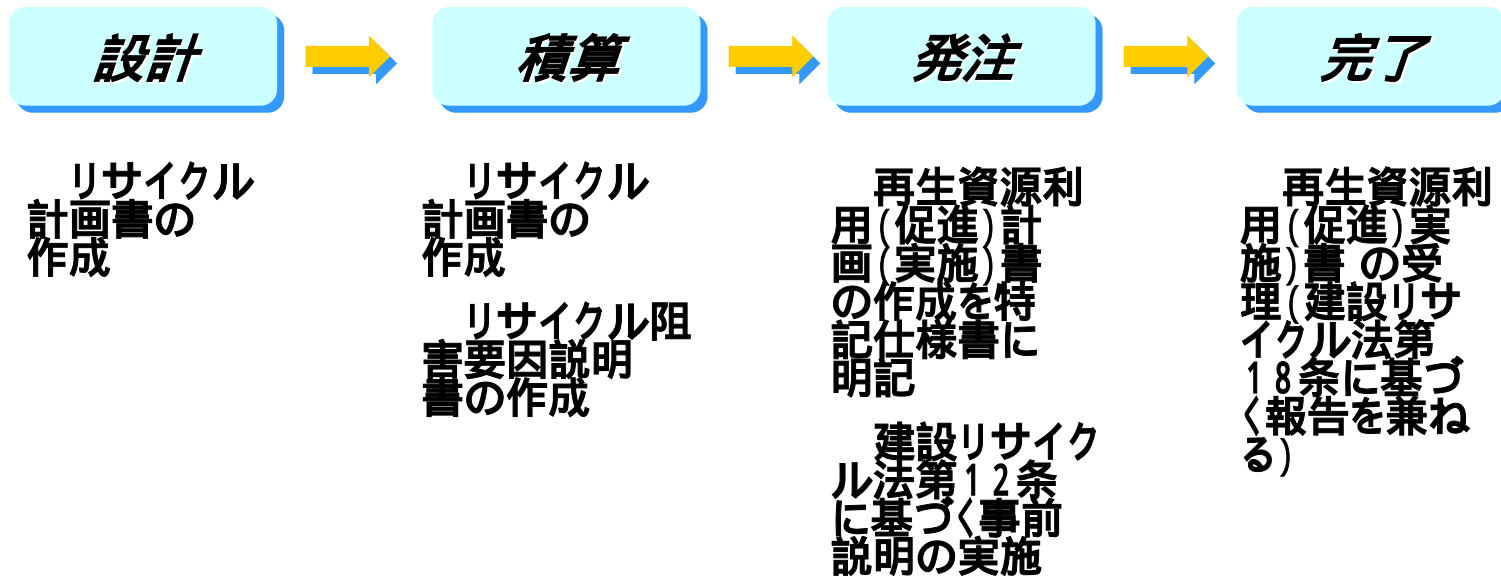 設計
積算
発注
完了
リサイクル
計画書の
作成
リサイクル
計画書の
作成
リサイクル阻
害要因説明
書の作成
再生資源利
用(促進)計
画(実施)書
の作成を特
記仕様書に
明記
建設リサイク
ル法第12条
に基づく事前
説明の実施
再生資源利
用(促進)実
施)書 の受
理(建設リサ
イクル法第
18条に基づ
く報告を兼ね
る)